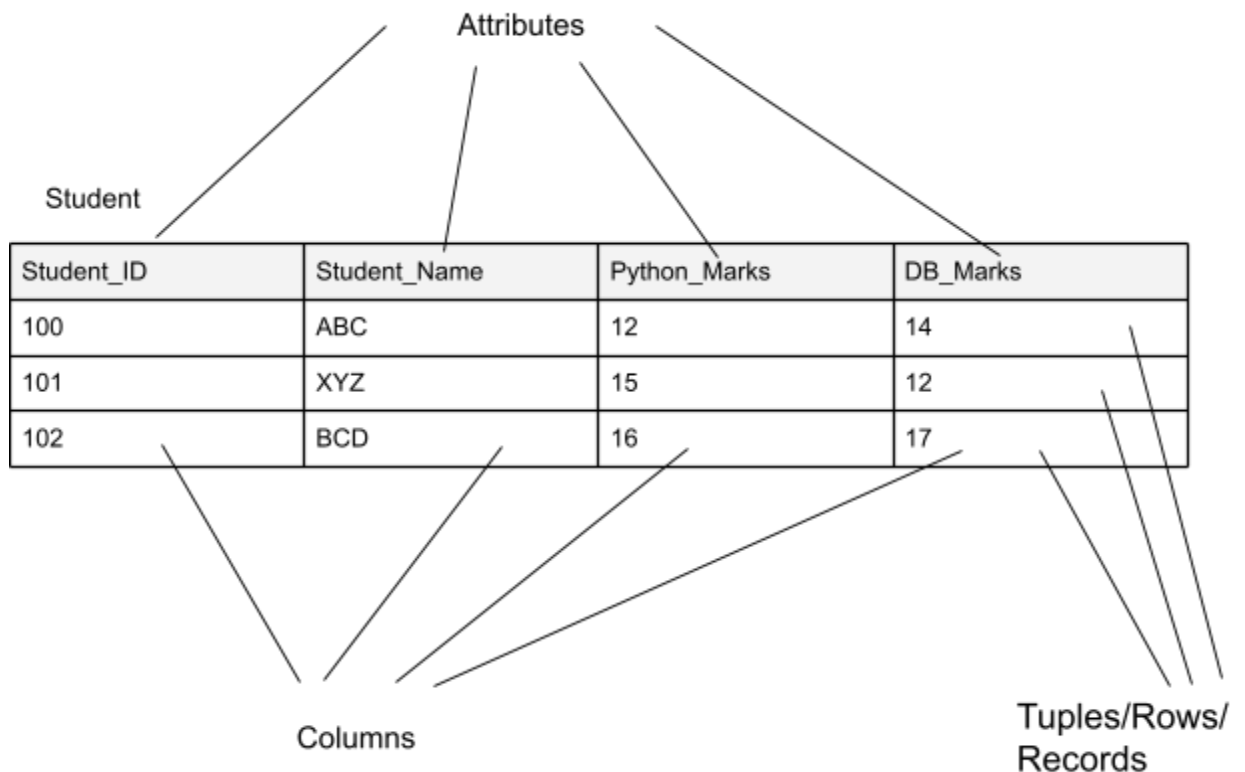 Attributes
Student
Student_ID Student_Name Python_Marks DB_Marks
100 ABC 12 14
101 XYZ 15 12
102 BCD 16 17
Columns
Tuples/Rows/
Records